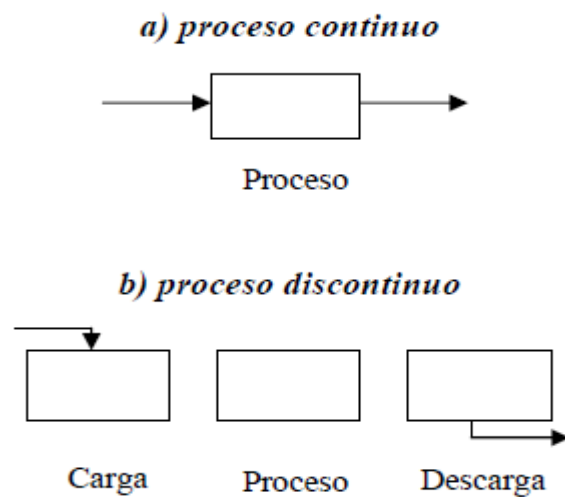 a) proceso continuo
Proceso
b) proceso discontinuo
Carga Proceso Descarga